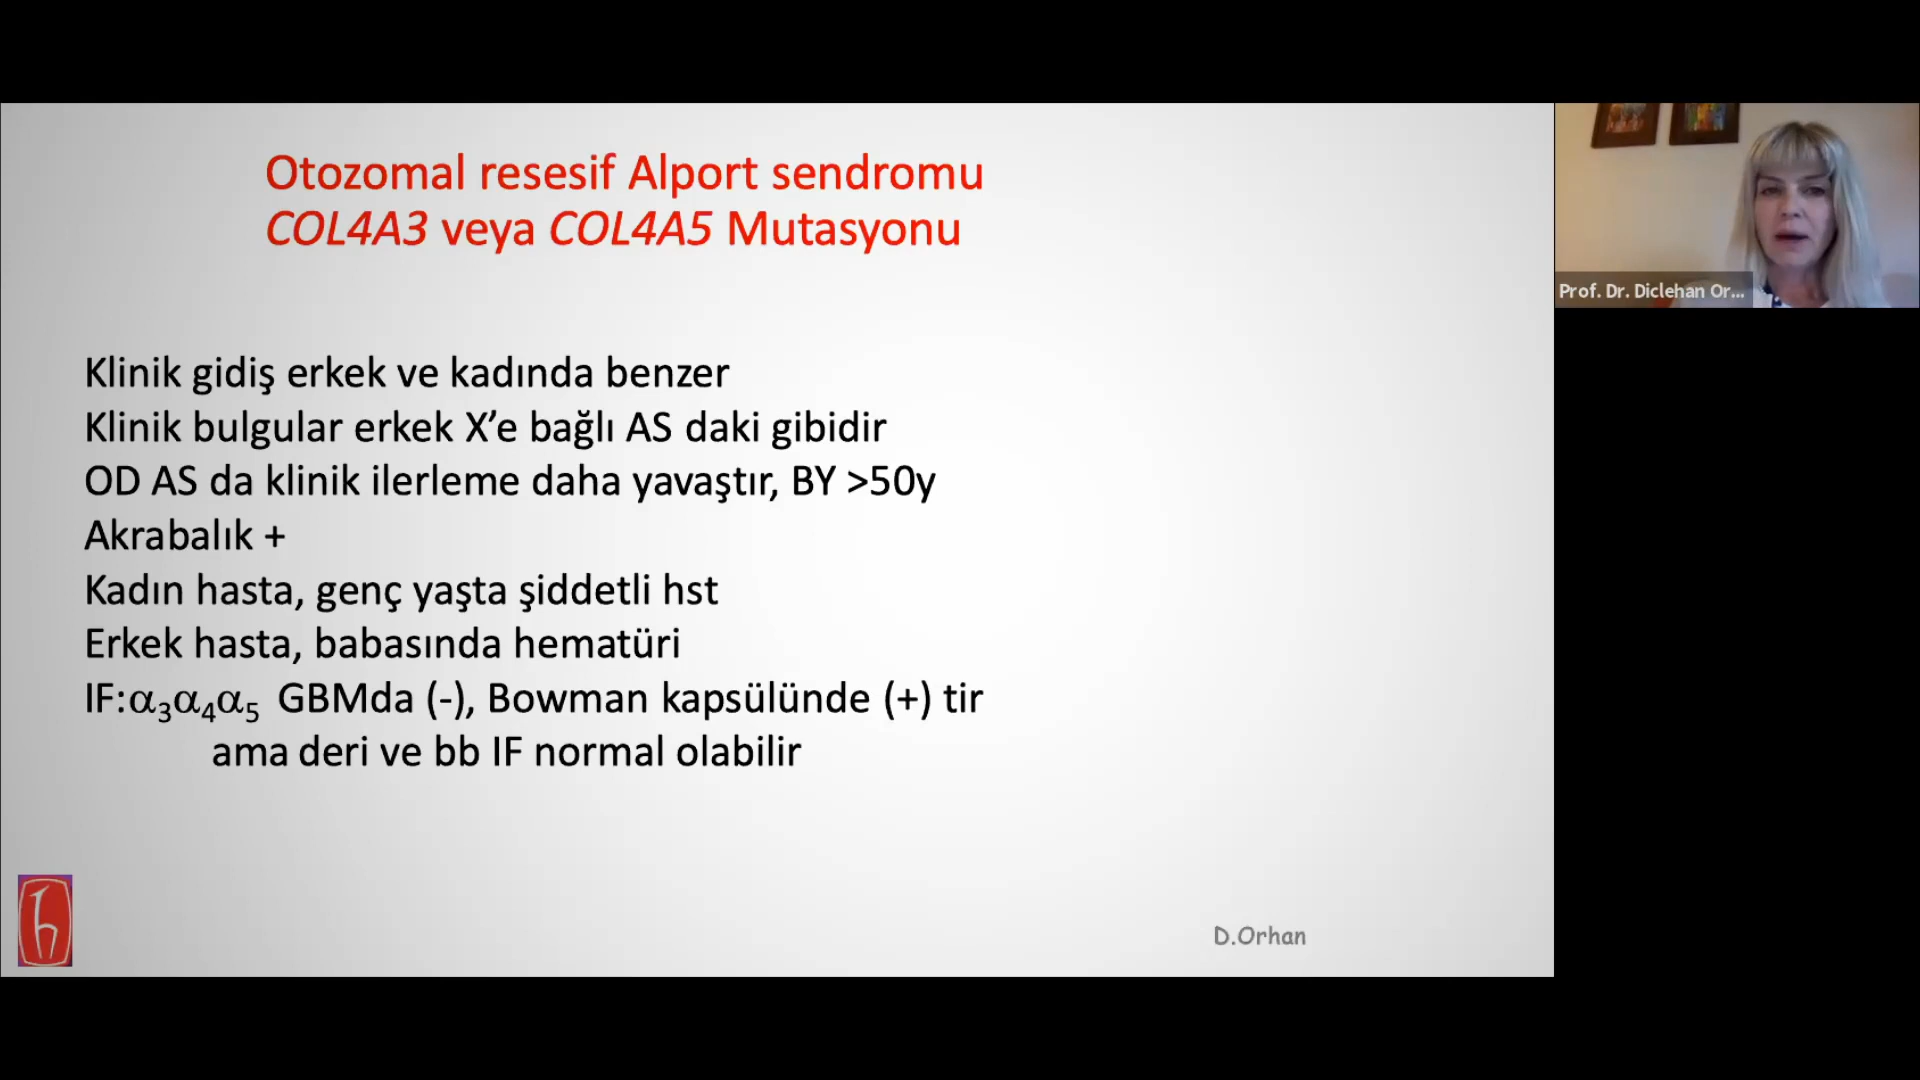 Otozomal resesif Alport sendromu
COL4A3 veya COL4A5 Mutasyonu
Klinik gidiş erkek ve kadında benzer
Klinik bulgular erkek X’e bağlı AS daki gibidir
OD AS da klinik ilerleme daha yavaştır, BY >50y
Akrabalık +
Kadın hasta, genç yaşta şiddetli hst
Erkek hasta, babasında hematüri
IF:α₃α₄α₅ GBMda (-), Bowman kapsülünde (+) tir
ama deri ve bb IF normal olabilir
D.Orhan
Prof. Dr. Diclehan Or...